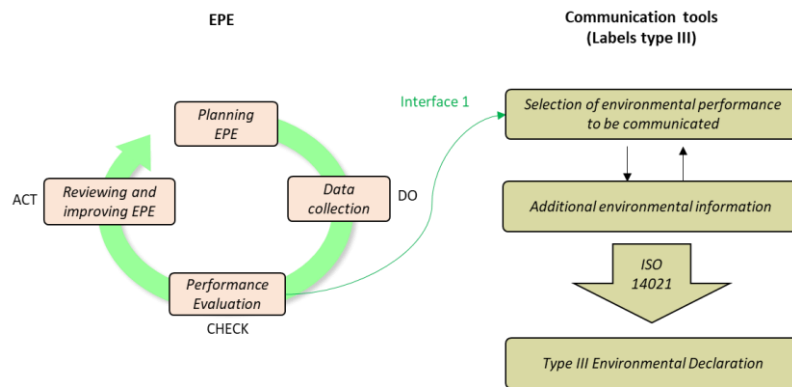 EPE
Communication tools
(Labels type III)
Interface 1
Planning
EPE
Selection of environmental performance
to be communicated
ACT
Reviewing and
improving EPE
Data
collection
DO
Additional environmental information
Performance
Evaluation
CHECK
ISO
14021
Type III Environmental Declaration